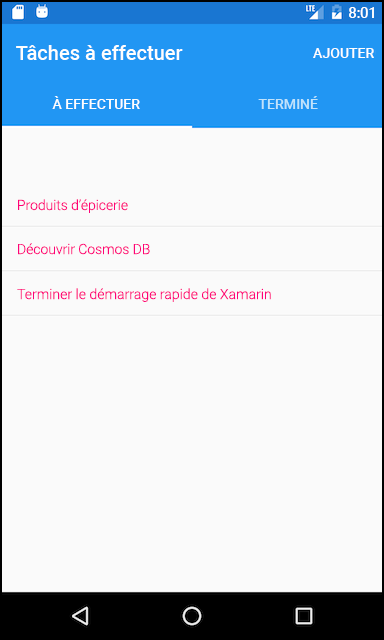 LTE 8:01
Tâches à effectuer AJOUTER
À EFFECTUER TERMINÉ
Produits d'épicerie
Découvrir Cosmos DB
Terminer le démarrage rapide de Xamarin